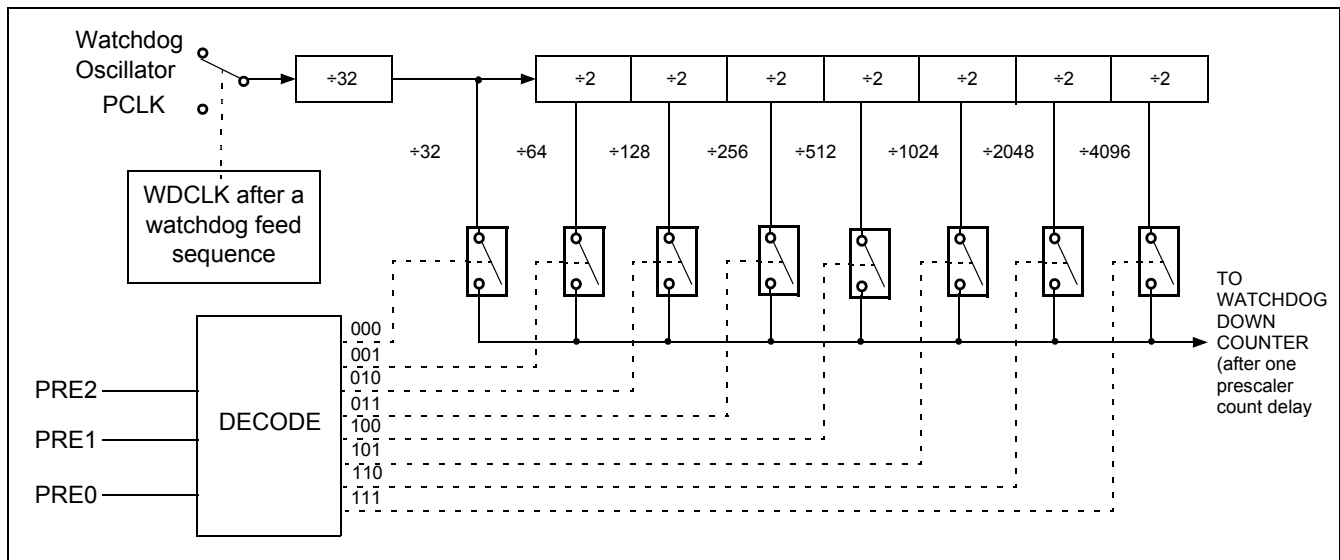 Watchdog
Oscillator
PCLK
÷32
÷2 ÷2 ÷2 ÷2 ÷2 ÷2 ÷2
÷32 ÷64 ÷128 ÷256 ÷512 ÷1024 ÷2048 ÷4096
WDCLK after a
watchdog feed
sequence
TO
WATCHDOG
DOWN
COUNTER
(after one
prescaler
count delay
PRE2
PRE1
PRE0
DECODE
000
001
010
011
100
101
110
111